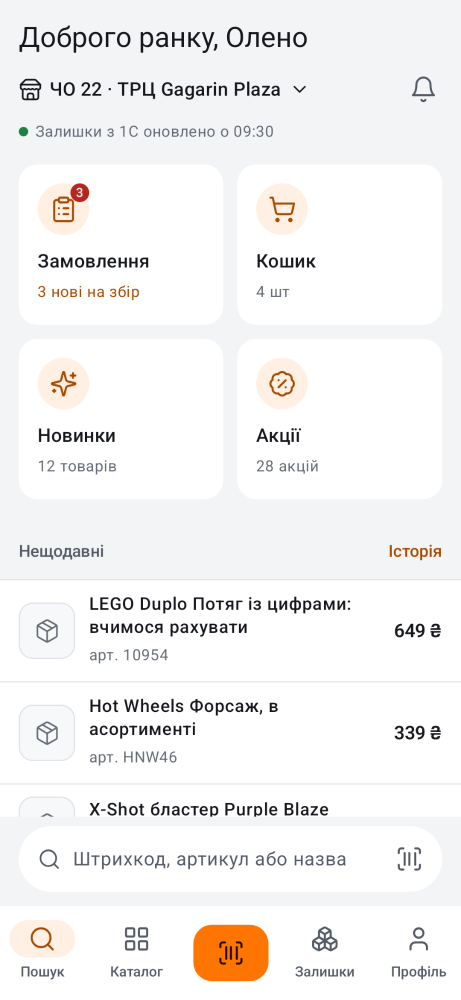 Доброго ранку, Олено
ЧО 22 · ТРЦ Gagarin Plaza
Залишки з 1С оновлено о 09:30
3
Замовлення
3 нові на збір
Кошик
4 шт
Новинки
12 товарів
Акції
28 акцій
Нещодавні
Історія
LEGO Duplo Потяг із цифрами:
вчимося рахувати
649 ₴
арт. 10954
Hot Wheels Форсаж, в
асортименті
339 ₴
арт. HNW46
X-Shot бластер Purple Blaze
Штрихкод, артикул або назва
Пошук
Каталог
Залишки
Профіль